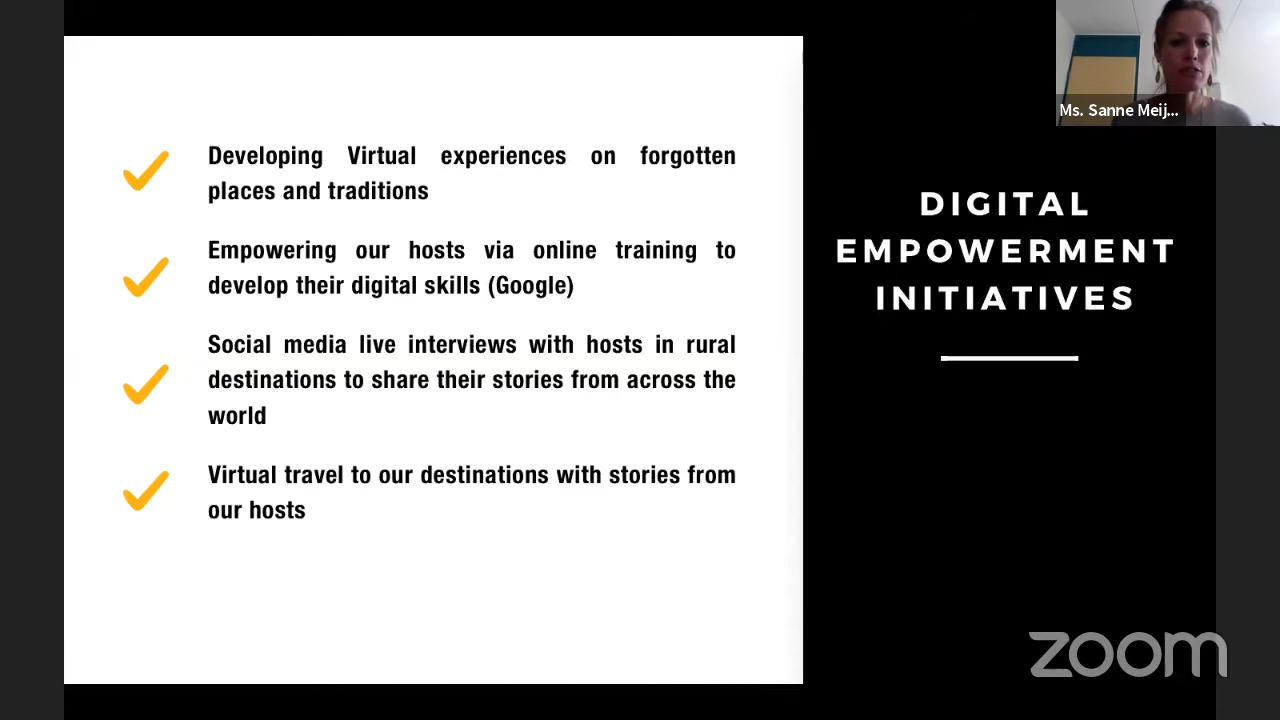 Ms. Sanne Meij...
Developing Virtual experiences on forgotten
places and traditions
Empowering our hosts via online training to
develop their digital skills (Google)
Social media live interviews with hosts in rural
destinations to share their stories from across the
world
Virtual travel to our destinations with stories from
our hosts
DIGITAL
EMPOWERMENT
INITIATIVES
zoom